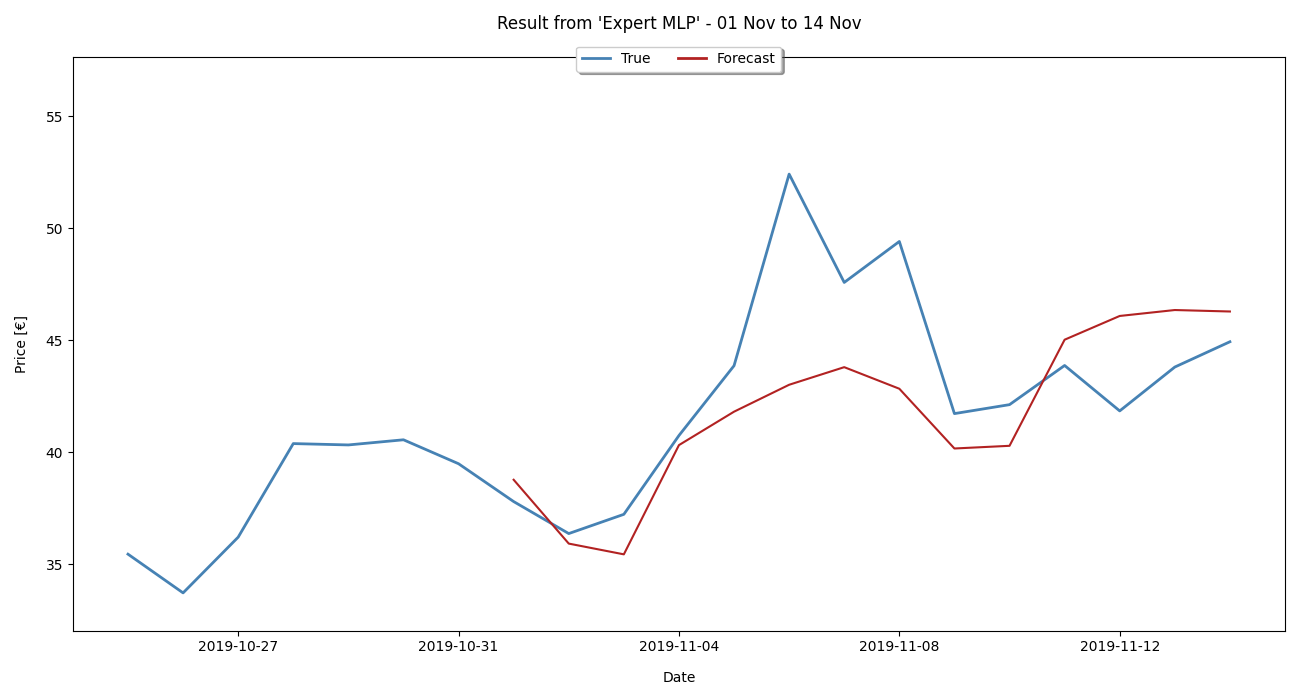 Result from 'Expert MLP' - 01 Nov to 14 Nov
True Forecast
Price [€]
55
50
45
40
35
2019-10-27 2019-10-31 2019-11-04 2019-11-08 2019-11-12
Date